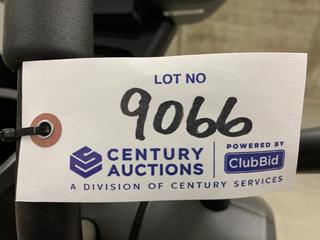 LOT NO
9066
CENTURY AUCTIONS
POWERED BY
ClubBid
A DIVISION OF CENTURY SERVICES